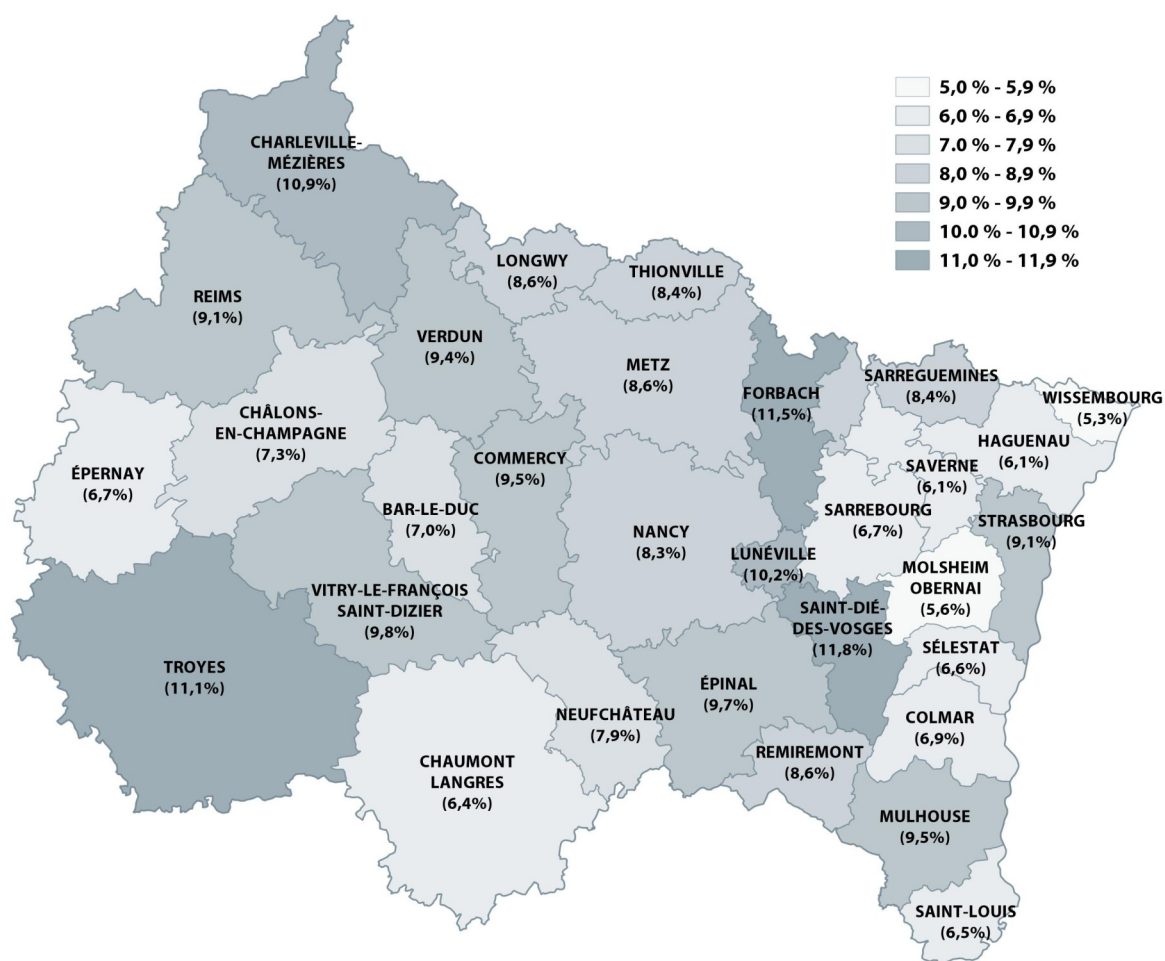 5,0 % - 5,9 %
6,0 % - 6,9 %
7.0 % - 7,9 %
8,0 % - 8,9 %
9,0 % - 9,9 %
10.0 % - 10,9 %
11,0 % - 11,9 %
CHARLEVILLE-
MÉZIÈRES
(10,9%)
LONGWY
(8,6%)
THIONVILLE
(8,4%)
REIMS
(9,1%)
VERDUN
(9,4%)
METZ
(8,6%)
FORBACH
(11,5%)
SARREGUEMINES
(8,4%)
WISSEMBOURG
(5,3%)
CHÂLONS-
EN-CHAMPAGNE
(7,3%)
HAGUENAU
(6,1%)
ÉPERNAY
(6,7%)
COMMERCY
(9,5%)
SAVERNE
(6,1%)
BAR-LE-DUC
(7,0%)
SARREBOURG
(6,7%)
STRASBOURG
(9,1%)
NANCY
(8,3%)
LUNÉVILLE
(10,2%)
MOLSHEIM
OBERNAI
(5,6%)
VITRY-LE-FRANÇOIS
SAINT-DIZIER
(9,8%)
SAINT-DIÉ-
DES-VOSGES
(11,8%)
TROYES
(11,1%)
SÉLESTAT
(6,6%)
ÉPINAL
(9,7%)
NEUFCHÂTEAU
(7,9%)
COLMAR
(6,9%)
CHAUMONT
LANGRES
(6,4%)
REMIREMONT
(8,6%)
MULHOUSE
(9,5%)
SAINT-LOUIS
(6,5%)